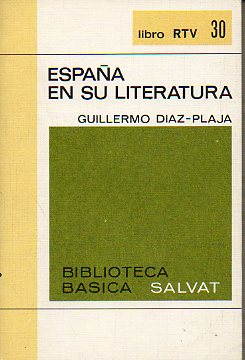 libro RTV 30
ESPAÑA
EN SU LITERATURA
GUILLERMO DIAZ-PLAJA
BIBLIOTECA
BASICA SALVAT